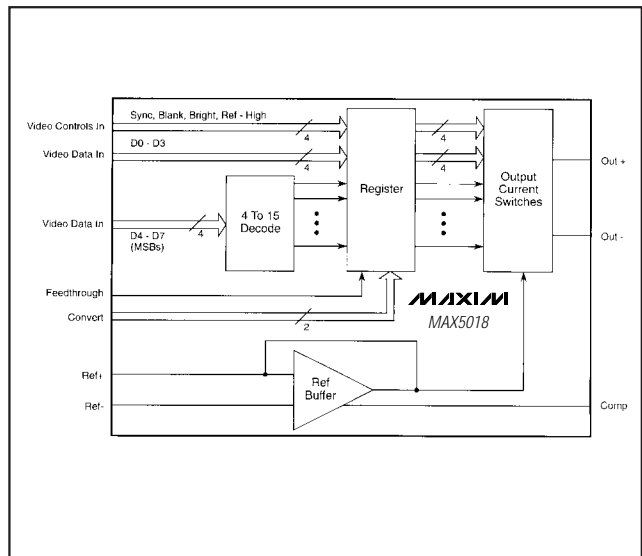 Sync, Blank, Bright, Ref - High
Video Controls In
4
4
D0 - D3
Video Data In
4
4
Register
Output
Current
Switches
Out +
4 To 15
Decode
Video Data In
4
D4 - D7
(MSBs)
Out -
Feedthrough
Convert
2
MAXIM
MAX5018
Ref+
Ref
Buffer
Ref-
Comp